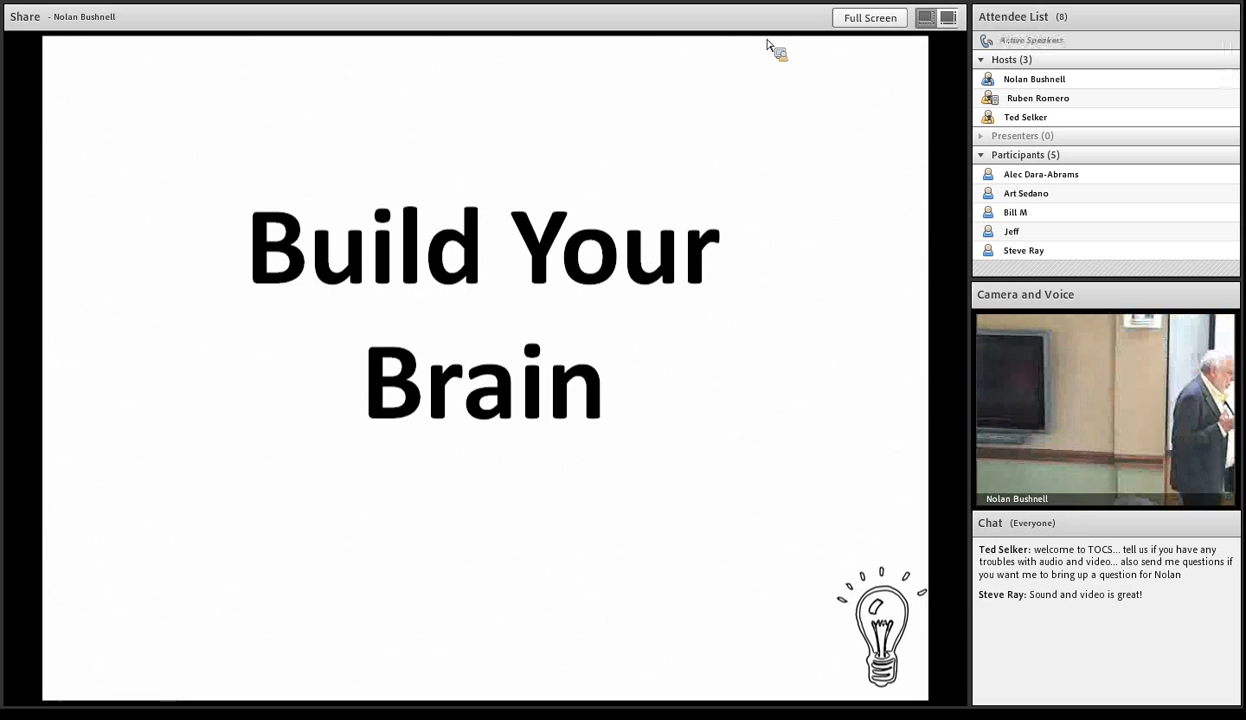 Share - Nolan Bushnell
Full Screen
Build Your
Brain
Attendee List (8)
Active Speakers
Hosts (3)
Nolan Bushnell
Ruben Romero
Ted Selker
Presenters (0)
Participants (5)
Alec Dara-Abrams
Art Sedano
Bill M
Jeff
Steve Ray
Camera and Voice
Nolan Bushnell
Chat (Everyone)
Ted Selker: welcome to TOCS... tell us if you have any
troubles with audio and video... also send me questions if
you want me to bring up a question for Nolan
Steve Ray: Sound and video is great!